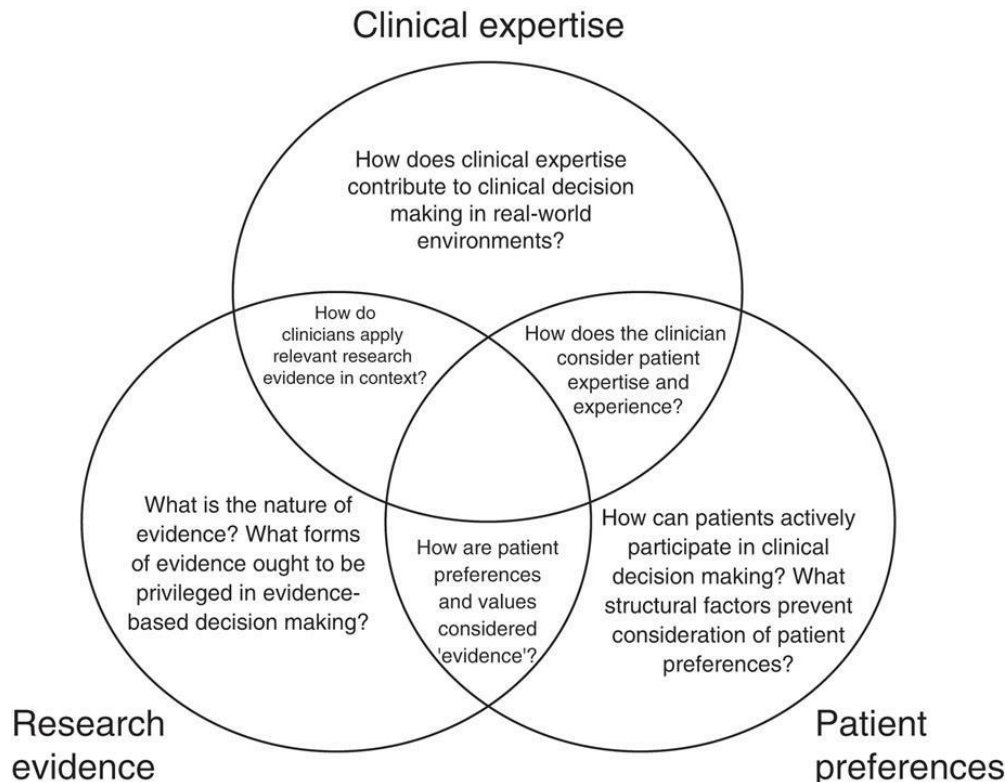 Clinical expertise
How does clinical expertise
contribute to clinical decision
making in real-world
environments?
How do
clinicians apply
relevant research
evidence in context?
How does the clinician
consider patient
expertise and
experience?
What is the nature of
evidence? What forms
of evidence ought to be
privileged in evidence-
based decision making?
How are patient
preferences
and values
considered
'evidence'?
How can patients actively
participate in clinical
decision making? What
structural factors prevent
consideration of patient
preferences?
Research
evidence
Patient
preferences